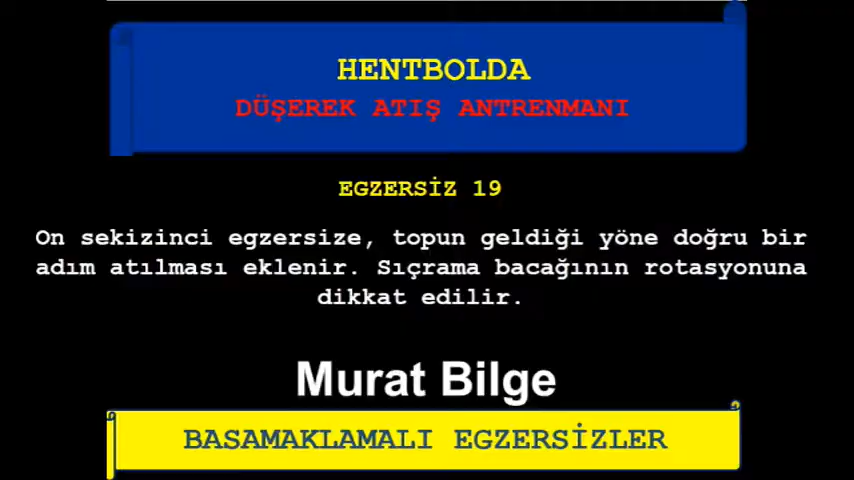 HENTBOLDA
DÜŞEREK ATIŞ ANTRENMANI
EGZERSİZ 19
On sekizinci egzersize, topun geldiği yöne doğru bir
adım atılması eklenir. Sıçrama bacağının rotasyonuna
dikkat edilir.
Murat Bilge
BASAMAKLAMALI EGZERSİZLER